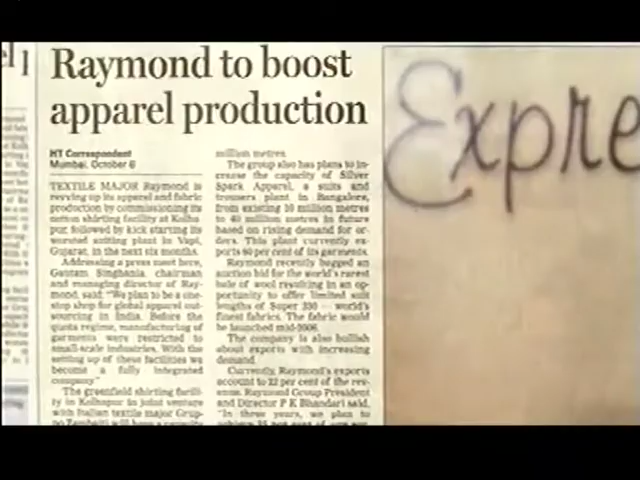 Raymond to boost
apparel production
HT Correspondent
Mumbai, October 6
TEXTILE MAJOR Raymond is
revving up its apparel and fabric
production by commissioning its
cotton shirting facility at Kolha-
pur, followed by kick starting its
worsted suiting plant in Vapi,
Gujarat, in the next six months.
Addressing a press meet here,
Gautam Singhania, chairman
and managing director of Ray-
mond, said, "We plan to be a one-
stop shop for global apparel out-
sourcing in India. Before the
quota regime, manufacturing of
garments were restricted to
small-scale industries. With the
setting up of these facilities we
become a fully integrated
company"
The greenfield shirting facili-
ty in Kolhapur in joint venture
with Italian textile major Grup-
po Zambaiti will have a capacity
million metres.
The group also has plans to in-
crease the capacity of Silver
Spark Apparel, a suits and
trousers plant in Bangalore,
from existing 10 million metres
to 40 million metres in future
based on rising demand for or-
ders. This plant currently ex-
ports 60 per cent of its garments.
Raymond recently bagged an
auction bid for the world's rarest
bale of wool resulting in an op-
portunity to offer limited suit
lengths of Super 230 — world's
finest fabrics. The fabric would
be launched mid-2006.
The company is also bullish
about exports with increasing
demand.
Currently, Raymond's exports
account to 22 per cent of the rev-
enue. Raymond Group President
and Director P K Bhandari said,
"In three years, we plan to
Expre